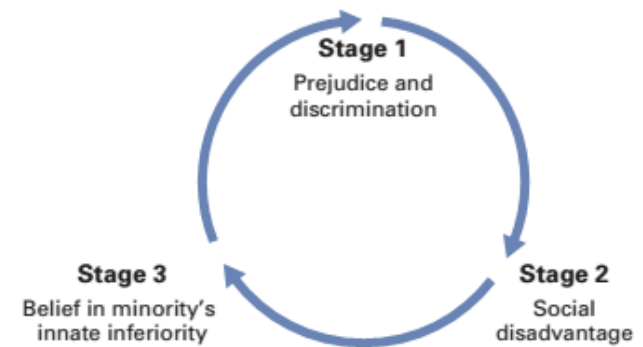 Stage 1
Prejudice and
discrimination
Stage 2
Social
disadvantage
Stage 3
Belief in minority's
innate inferiority